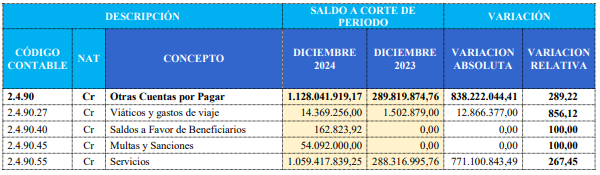 DESCRIPCIÓN SALDO A CORTE DE PERIODO VARIACIÓN
CÓDIGO CONTABLE NAT CONCEPTO DICIEMBRE 2024 DICIEMBRE 2023 VARIACION ABSOLUTA VARIACION RELATIVA
2.4.90 Cr Otras Cuentas por Pagar 1.128.041.919,17 289.819.874,76 838.222.044,41 289,22
2.4.90.27 Cr Viáticos y gastos de viaje 14.369.256,00 1.502.879,00 12.866.377,00 856,12
2.4.90.40 Cr Saldos a Favor de Beneficiarios 162.823,92 0,00 0,00 100,00
2.4.90.45 Cr Multas y Sanciones 54.092.000,00 0,00 0,00 100,00
2.4.90.55 Cr Servicios 1.059.417.839,25 288.316.995,76 771.100.843,49 267,45